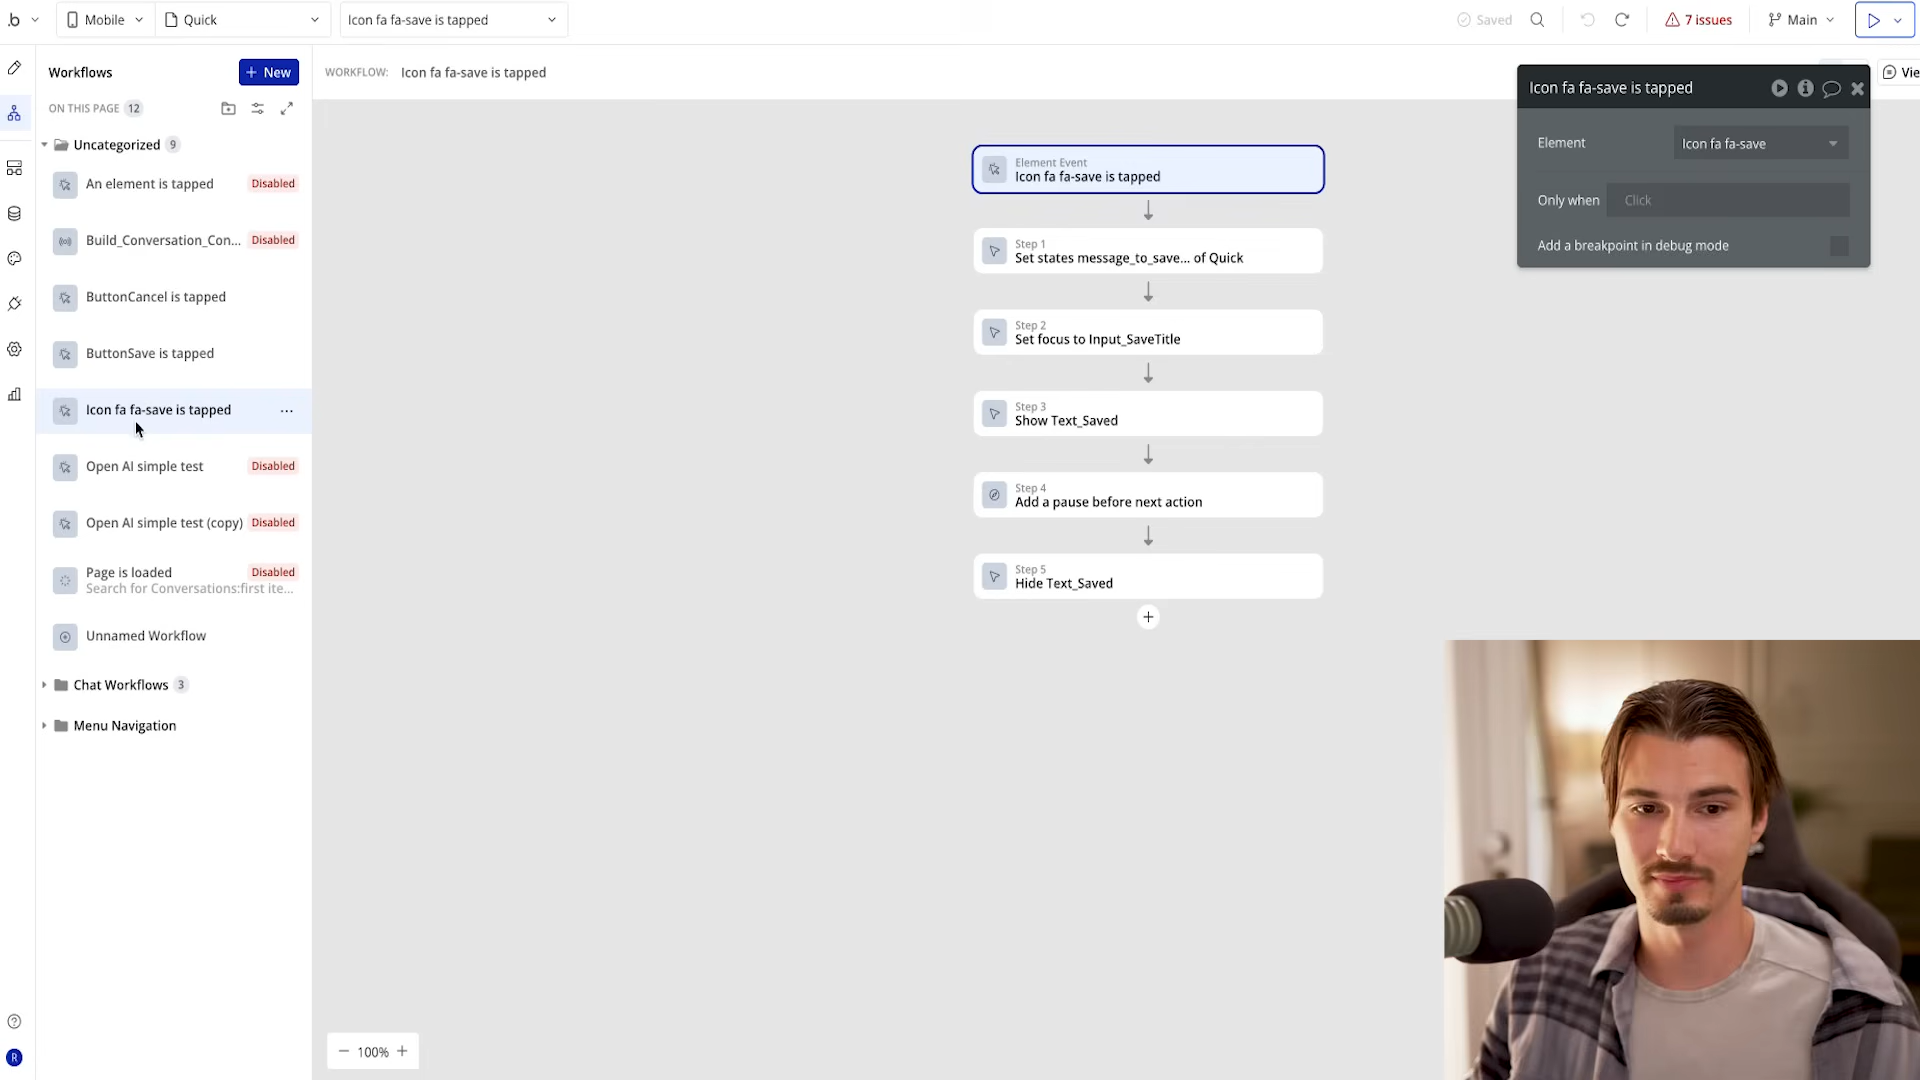 .b
Mobile
Quick
Icon fa fa-save is tapped
Saved
7 issues
Main
Workflows
+ New
WORKFLOW: Icon fa fa-save is tapped
Vie
ON THIS PAGE 12
Uncategorized 9
An element is tapped Disabled
Build_Conversation_Con... Disabled
ButtonCancel is tapped
ButtonSave is tapped
Icon fa fa-save is tapped ...
Open AI simple test Disabled
Open AI simple test (copy) Disabled
Page is loaded Disabled
Search for Conversations:first ite...
Unnamed Workflow
Chat Workflows 3
Menu Navigation
R
Element Event
Icon fa fa-save is tapped
Step 1
Set states message_to_save... of Quick
Step 2
Set focus to Input_SaveTitle
Step 3
Show Text_Saved
Step 4
Add a pause before next action
Step 5
Hide Text_Saved
100%
Icon fa fa-save is tapped
Element Icon fa fa-save
Only when Click
Add a breakpoint in debug mode